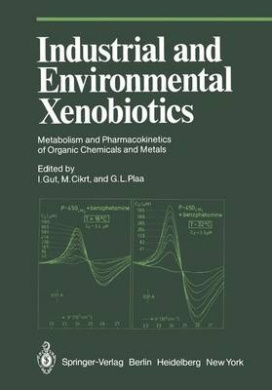 Industrial and
Environmental
Xenobiotics
Metabolism and Pharmacokinetics
of Organic Chemicals and Metals
Edited by
I. Gut, M. Cikrt, and G. L. Plaa
P-450 + benzphetamine
P-450 + benzphetamine
Springer-Verlag Berlin Heidelberg New York